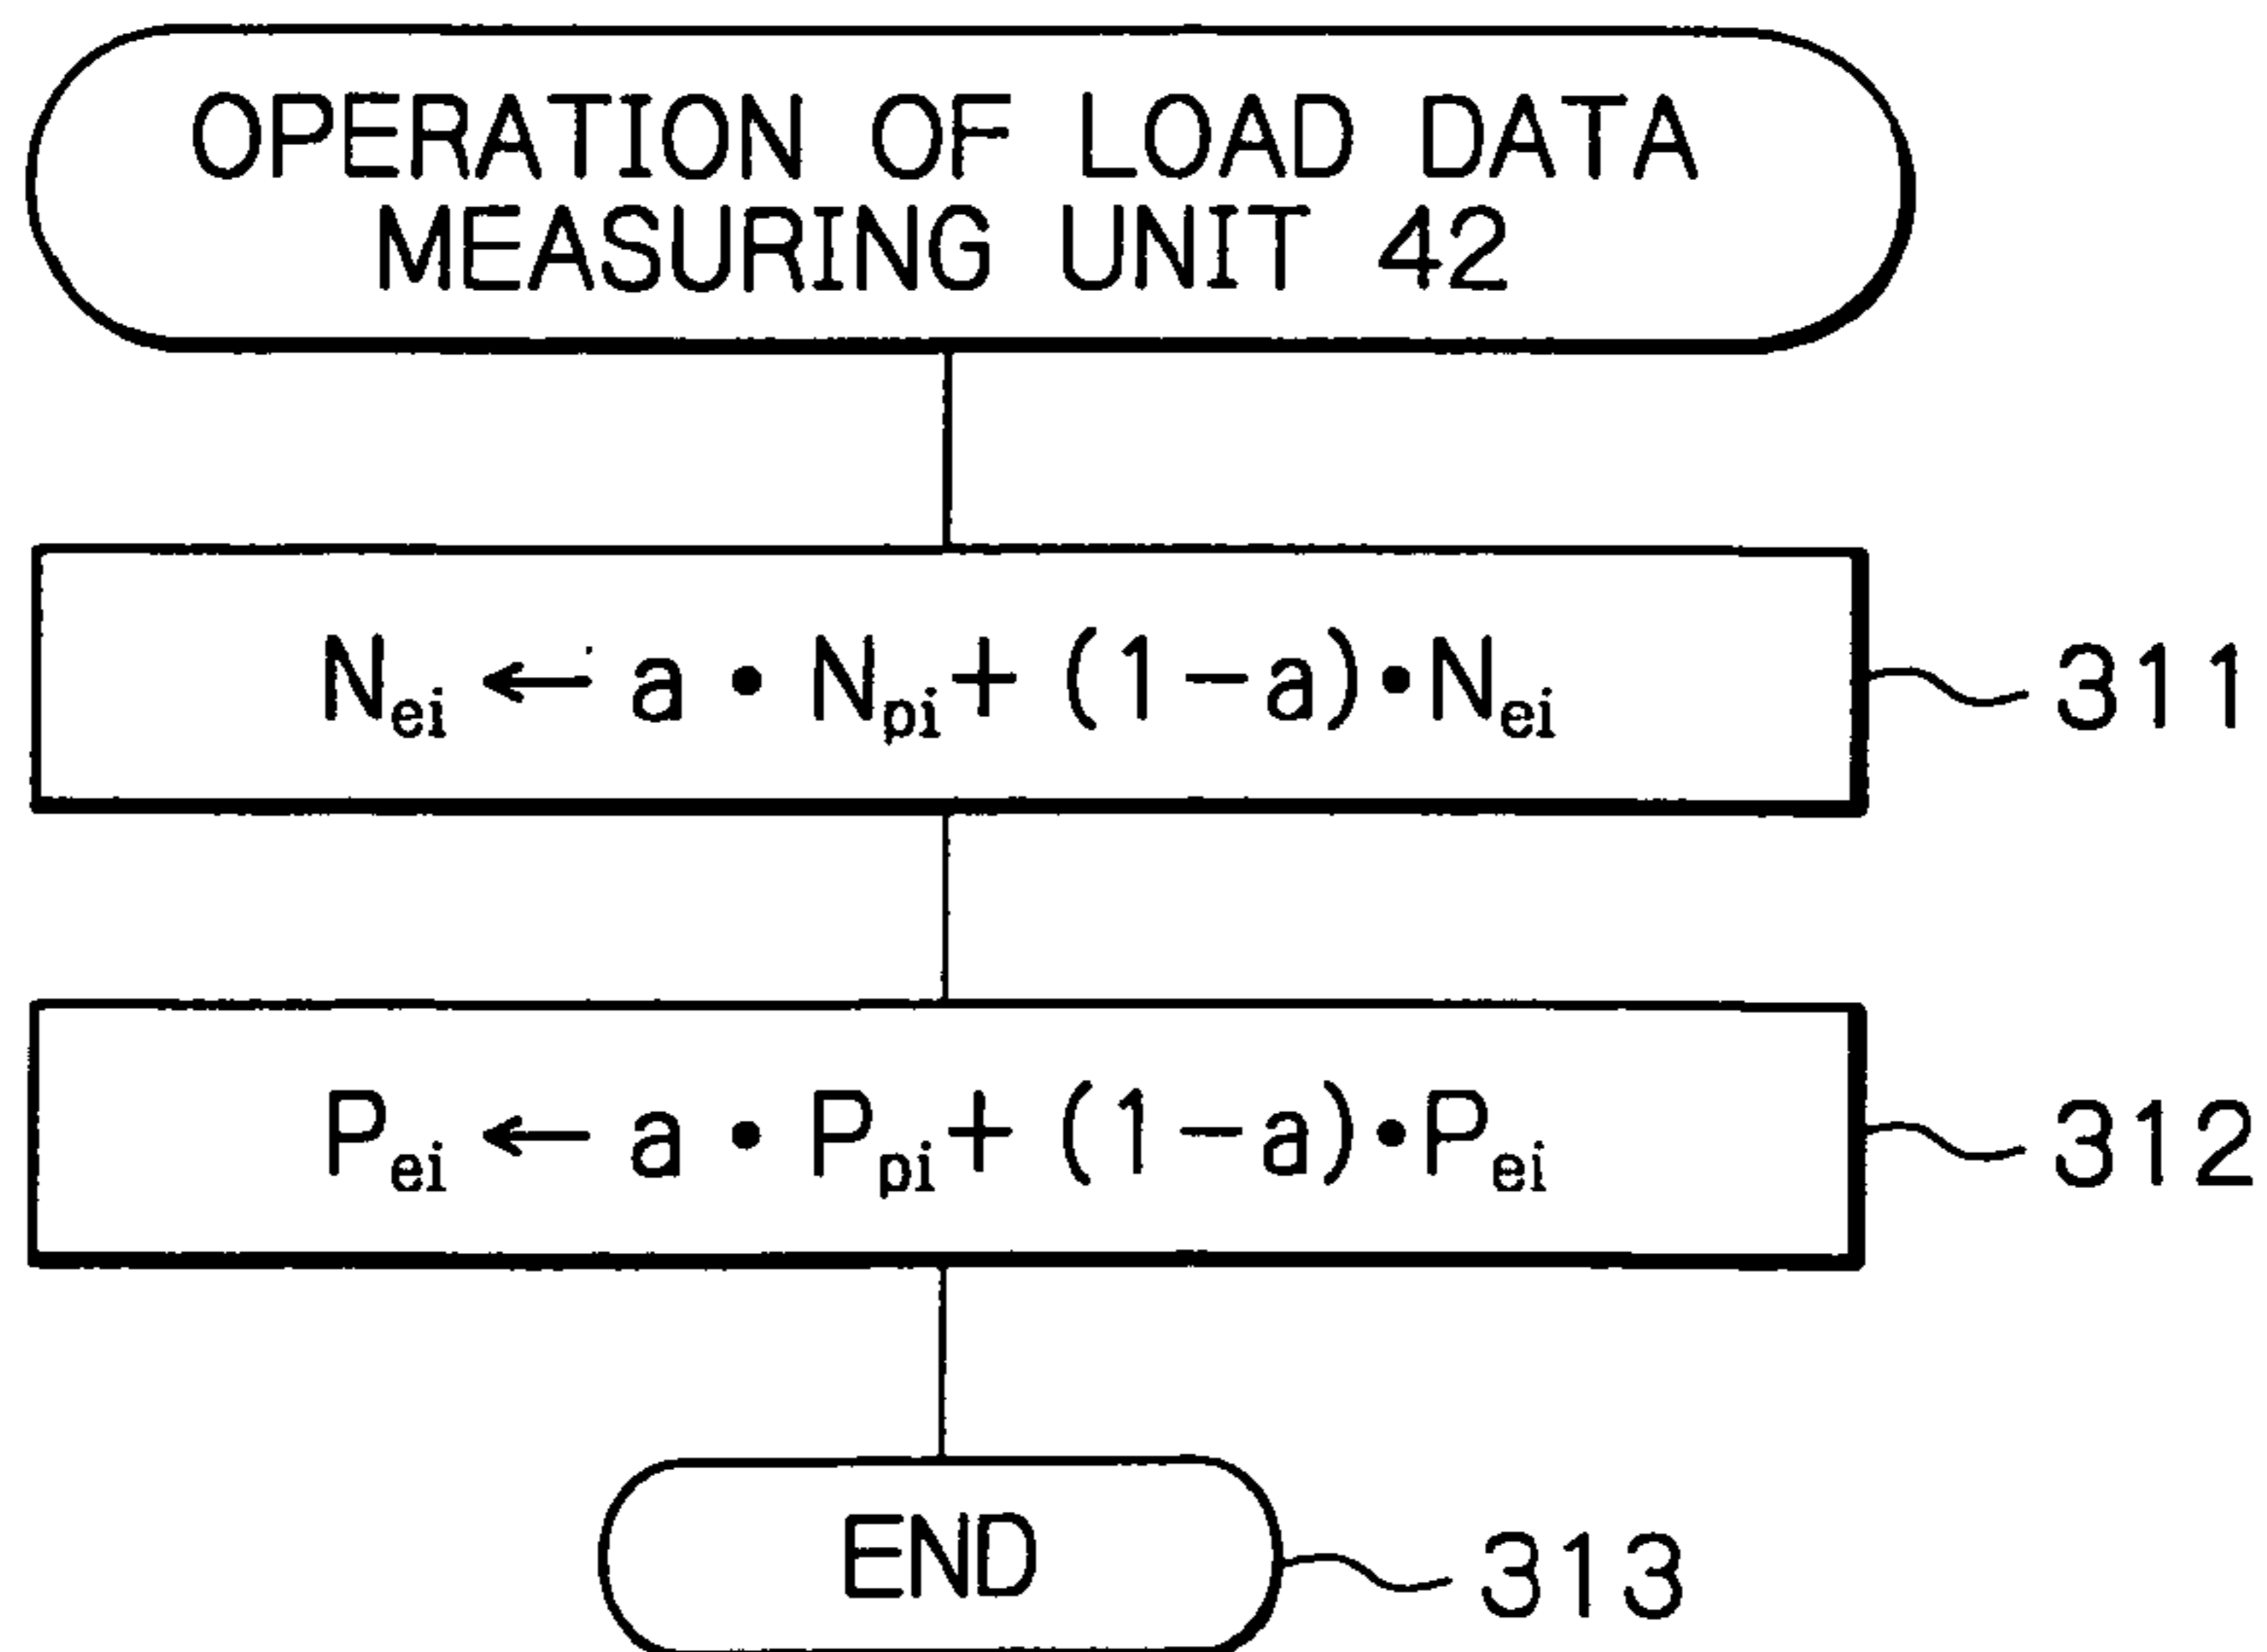 OPERATION OF LOAD DATA
MEASURING UNIT 42
Nei ← a • Npi + (1−a)•Nei
311
Pei ← a • Ppi + (1−a)•Pei
312
END
313